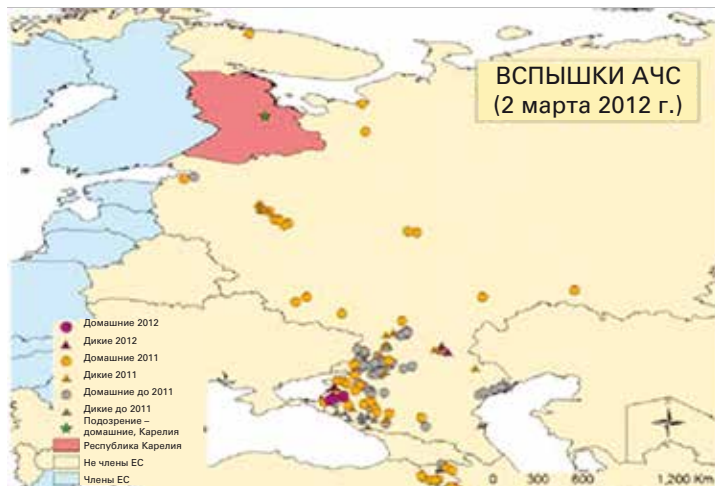 ВСПЫШКИ АЧС
(2 марта 2012 г.)
Домашние 2012
Дикие 2012
Домашние 2011
Дикие 2011
Домашние до 2011
Дикие до 2011
Подозрение –
домашние, Карелия
Республика Карелия
Не члены ЕС
Члены ЕС
0 300 600 1,200 Km